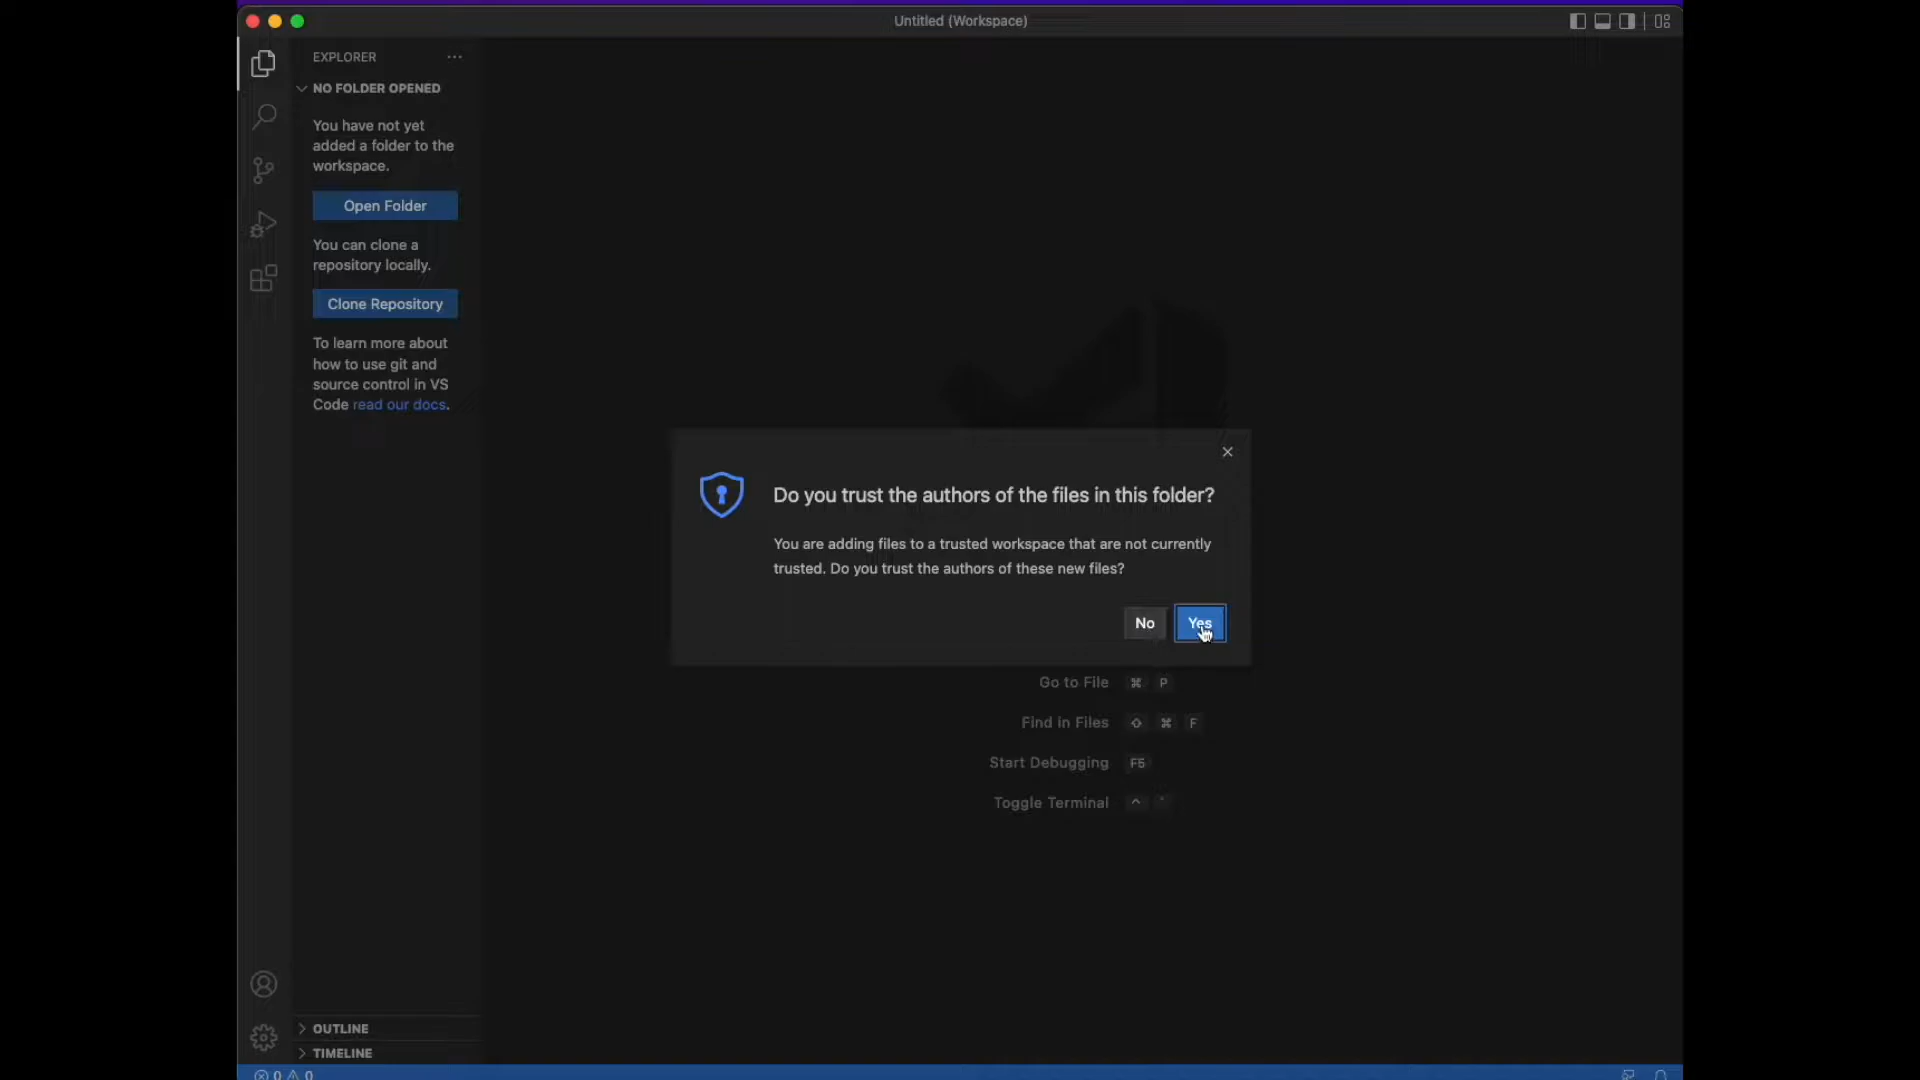 Untitled (Workspace)
EXPLORER
NO FOLDER OPENED
You have not yet
added a folder to the
workspace.
Open Folder
You can clone a
repository locally.
Clone Repository
To learn more about
how to use git and
source control in VS
Code read our docs.
Do you trust the authors of the files in this folder?
You are adding files to a trusted workspace that are not currently
trusted. Do you trust the authors of these new files?
No Yes
Go to File ⌘ P
Find in Files ⇧ ⌘ F
Start Debugging F5
Toggle Terminal ^ `
OUTLINE
TIMELINE
0 0